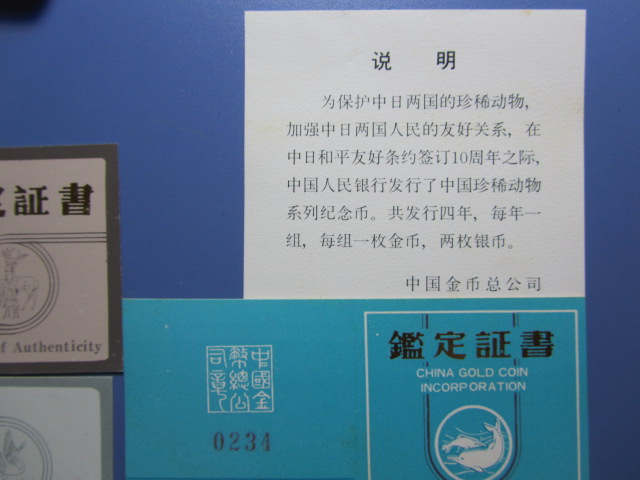 说 明
为保护中日两国的珍稀动物,
加强中日两国人民的友好关系, 在
中日和平友好条约签订10周年之际,
中国人民银行发行了中国珍稀动物
系列纪念币。共发行四年, 每年一
组, 每组一枚金币, 两枚银币。
中国金币总公司
定証書
of Authenticity
中國金
幣總公
司章
0234
鑑定証書
CHINA GOLD COIN
INCORPORATION